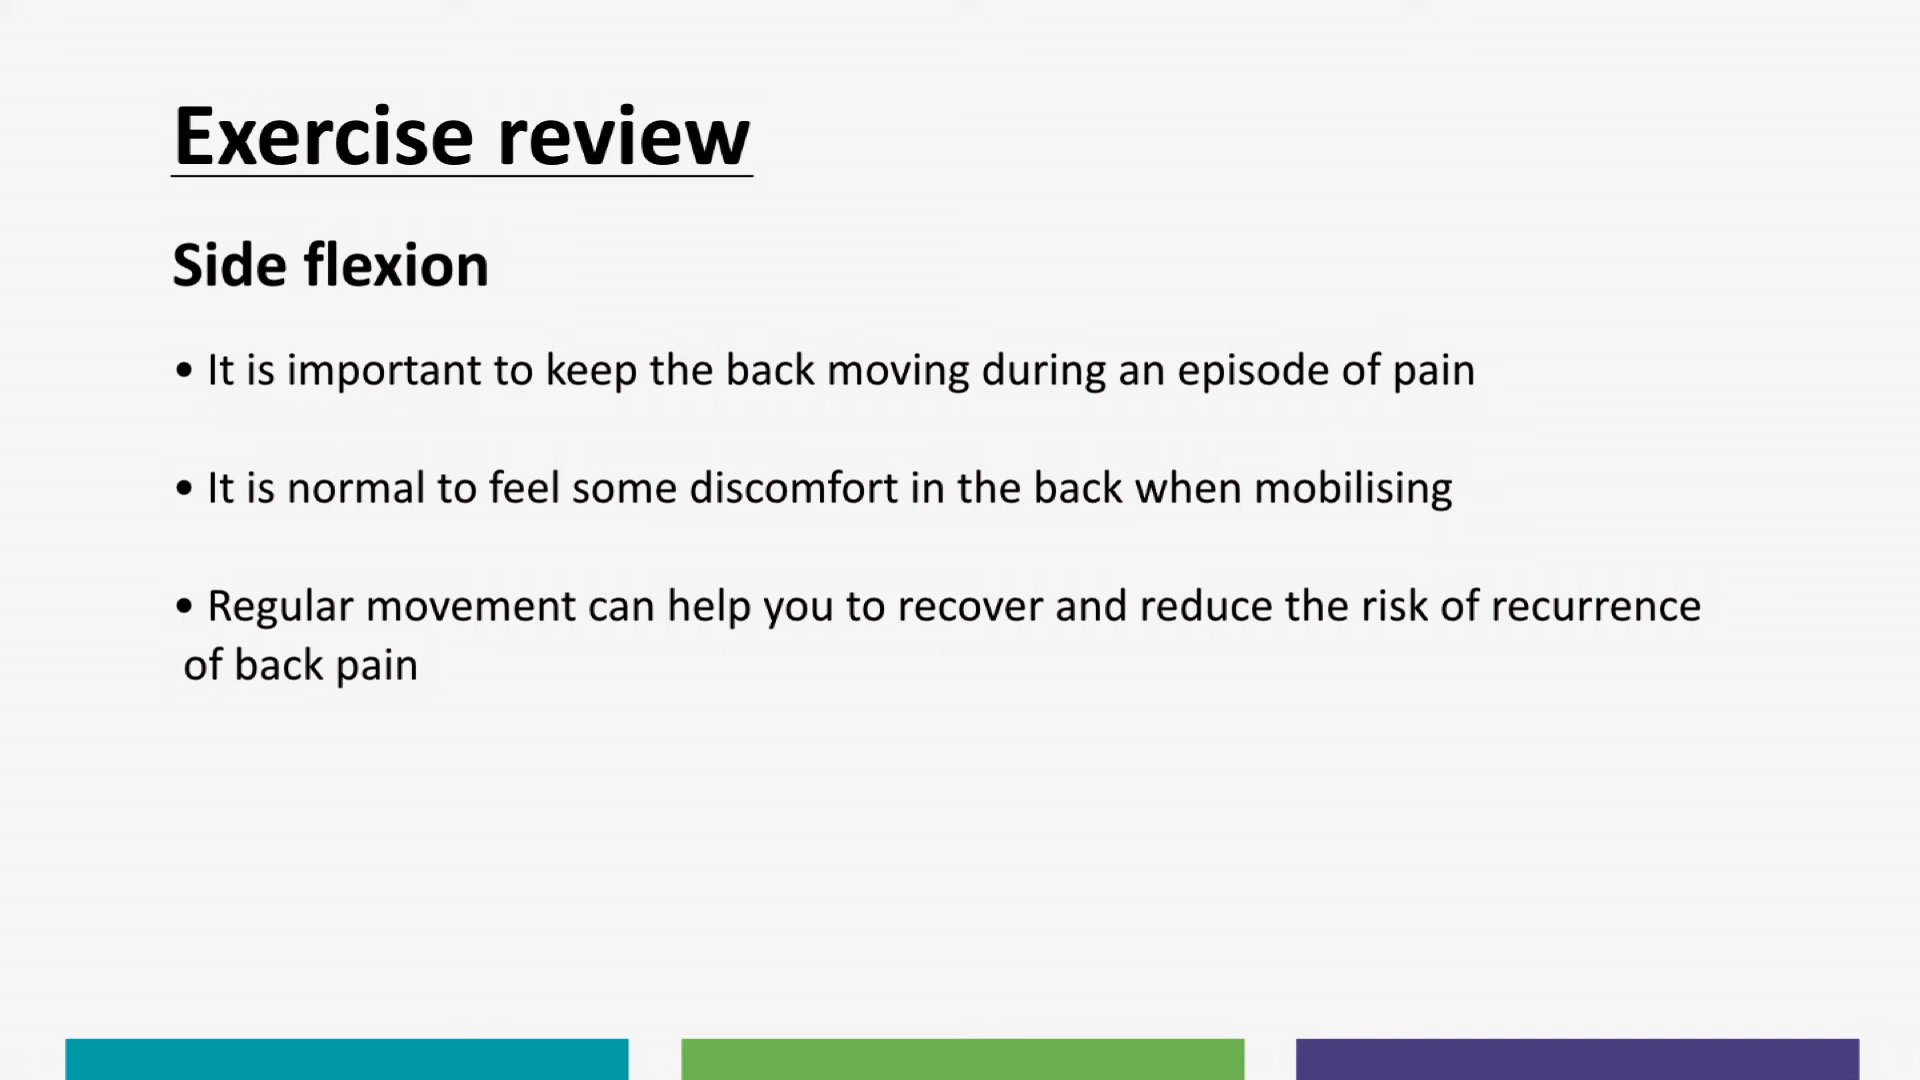 Exercise review
Side flexion
• It is important to keep the back moving during an episode of pain
• It is normal to feel some discomfort in the back when mobilising
• Regular movement can help you to recover and reduce the risk of recurrence
of back pain